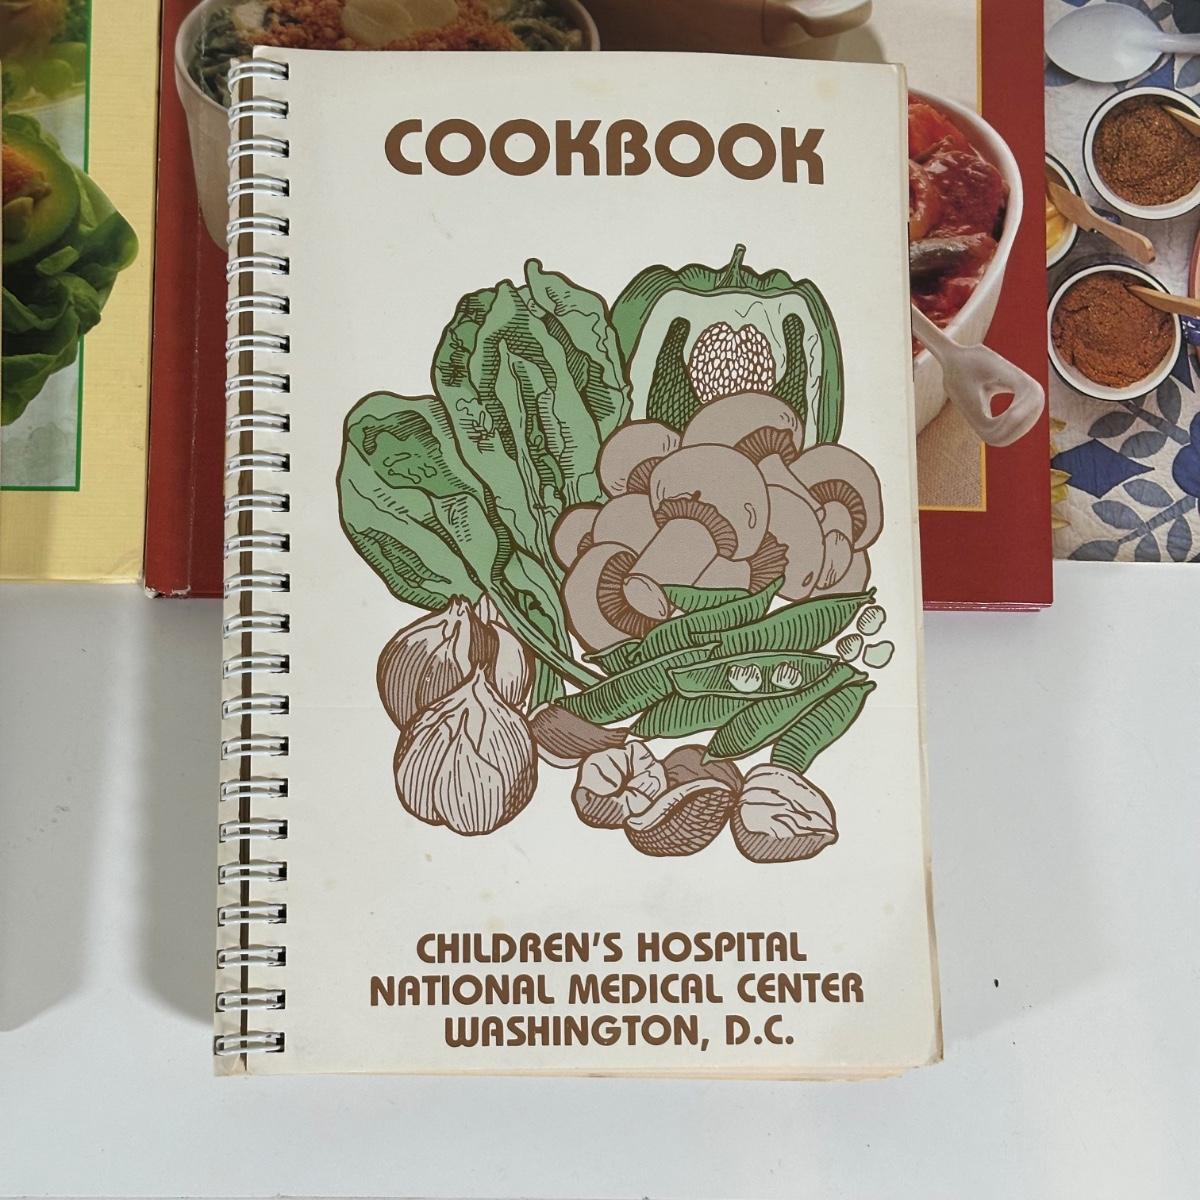 COOKBOOK
CHILDREN'S HOSPITAL
NATIONAL MEDICAL CENTER
WASHINGTON, D.C.